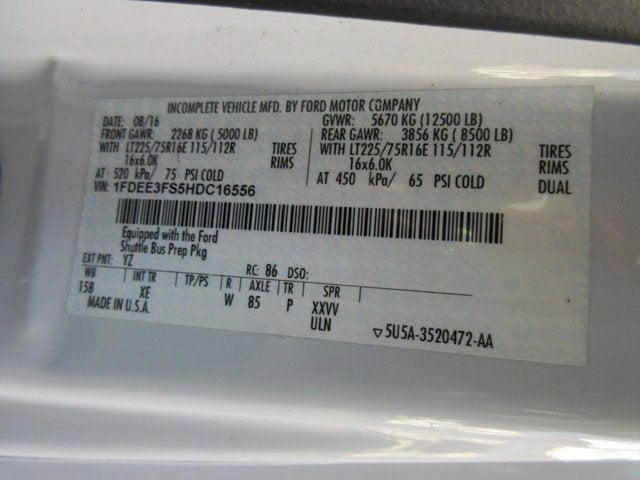 INCOMPLETE VEHICLE MFD. BY FORD MOTOR COMPANY
DATE: 08/16 GVWR: 5670 KG (12500 LB)
FRONT GAWR: 2268 KG ( 5000 LB) REAR GAWR: 3856 KG ( 8500 LB)
WITH LT225/75R16E 115/112R TIRES WITH LT225/75R16E 115/112R TIRES
16x6.0K RIMS 16x6.0K RIMS
AT 520 kPa/ 75 PSI COLD AT 450 kPa/ 65 PSI COLD DUAL
VIN: 1FDEE3FS5HDC16556
Equipped with the Ford
Shuttle Bus Prep Pkg
EXT PNT: YZ RC: 86 DSO:
WB INT TR TP/PS R AXLE TR SPR
158 XE W 85 P XXVV
MADE IN U.S.A. ULN
▽5U5A-3520472-AA